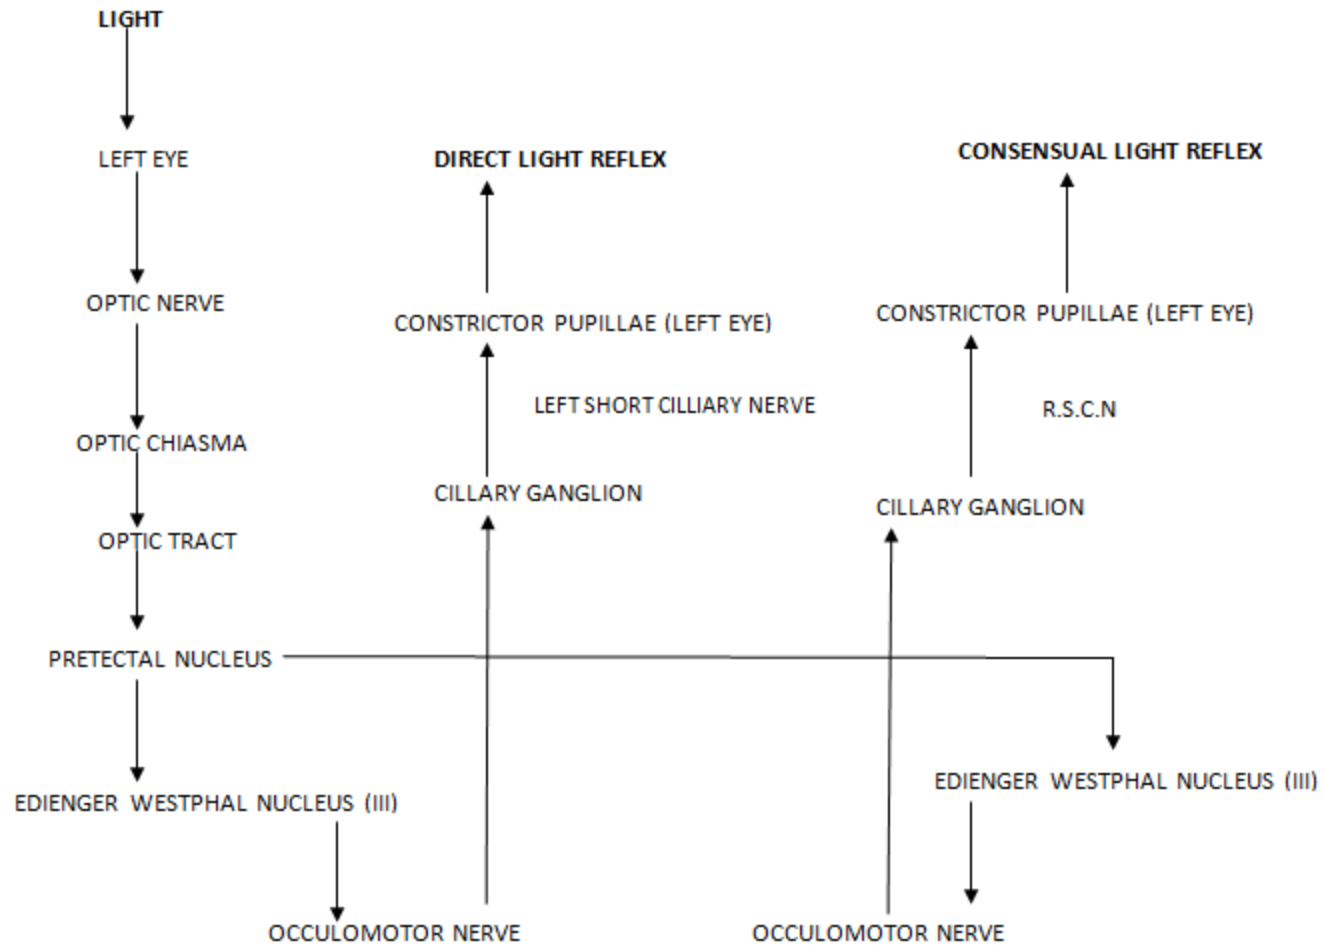 LIGHT
LEFT EYE
OPTIC NERVE
OPTIC CHIASMA
OPTIC TRACT
PRETECTAL NUCLEUS
EDIENGER WESTPHAL NUCLEUS (III)
OCCULOMOTOR NERVE
DIRECT LIGHT REFLEX
CONSTRICTOR PUPILLAE (LEFT EYE)
LEFT SHORT CILLIARY NERVE
CILLARY GANGLION
CONSENSUAL LIGHT REFLEX
CONSTRICTOR PUPILLAE (LEFT EYE)
R.S.C.N
CILLARY GANGLION
EDIENGER WESTPHAL NUCLEUS (III)
OCCULOMOTOR NERVE